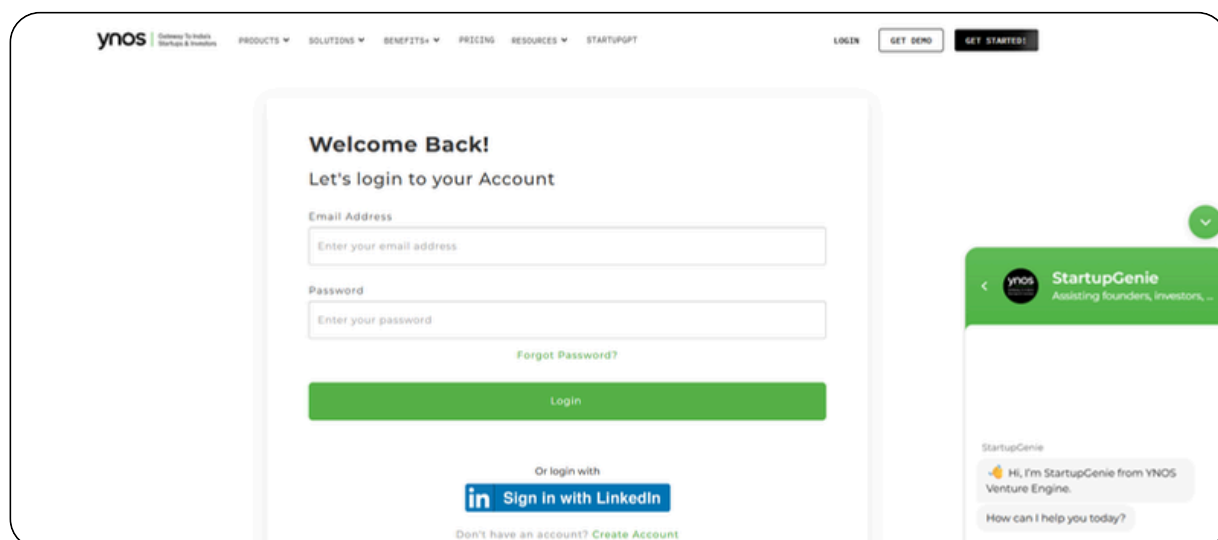 ynos
Gateway To India's
Startups & Investors
PRODUCTS
SOLUTIONS
BENEFITS+
PRICING
RESOURCES
STARTUPGPT
LOGIN
GET DEMO
GET STARTED!
Welcome Back!
Let's login to your Account
Email Address
Enter your email address
Password
Enter your password
Forgot Password?
Login
Or login with
in Sign in with LinkedIn
Don't have an account? Create Account
ynos
StartupGenie
Assisting founders, investors, ...
StartupGenie
Hi, I'm StartupGenie from YNOS
Venture Engine.
How can I help you today?